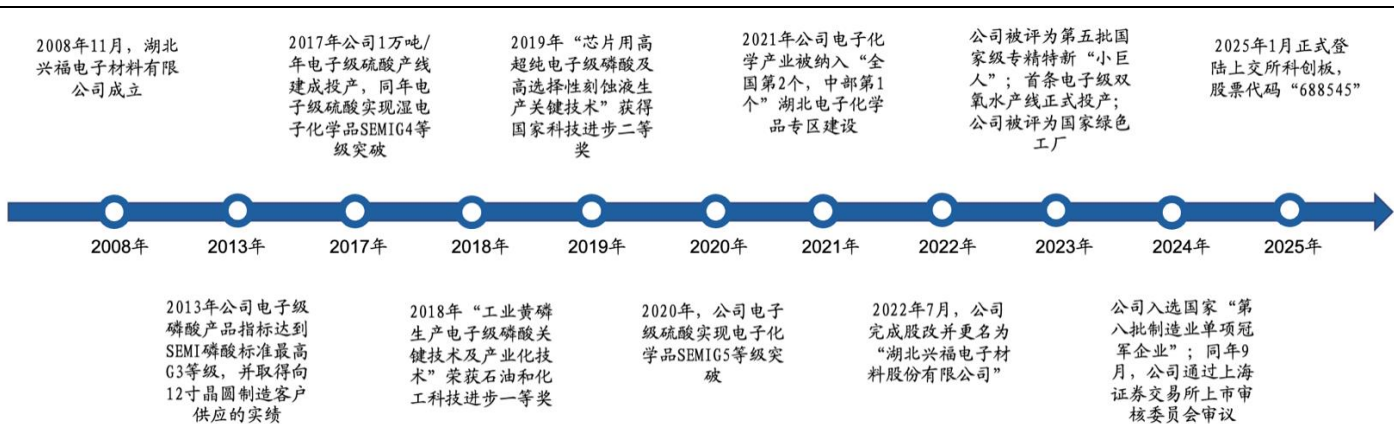 2008年11月，湖北
兴福电子材料有限
公司成立
2017年公司1万吨/
年电子级硫酸产线
建成投产，同年电
子级硫酸实现湿电
子化学品SEMIG4等
级突破
2019年“芯片用高
超纯电子级磷酸及
高选择性刻蚀液生
产关键技术”获得
国家科技进步二等
奖
2021年公司电子化
学产业被纳入“全
国第2个，中部第1
个”湖北电子化学
品专区建设
公司被评为第五批国
家级专精特新“小巨
人”；首条电子级双
氧水产线正式投产；
公司被评为国家绿色
工厂
2025年1月正式登
陆上交所科创板，
股票代码“688545”
2008年
2013年
2017年
2018年
2019年
2020年
2021年
2022年
2023年
2024年
2025年
2013年公司电子级
磷酸产品指标达到
SEMI磷酸标准最高
G3等级，并取得向
12寸晶圆制造客户
供应的实绩
2018年“工业黄磷
生产电子级磷酸关
键技术及产业化技
术”荣获石油和化
工科技进步一等奖
2020年，公司电子
级硫酸实现电子化
学品SEMIG5等级突
破
2022年7月，公司
完成股改并更名为
“湖北兴福电子材
料股份有限公司”
公司入选国家“第
八批制造业单项冠
军企业”；同年9
月，公司通过上海
证券交易所上市审
核委员会审议